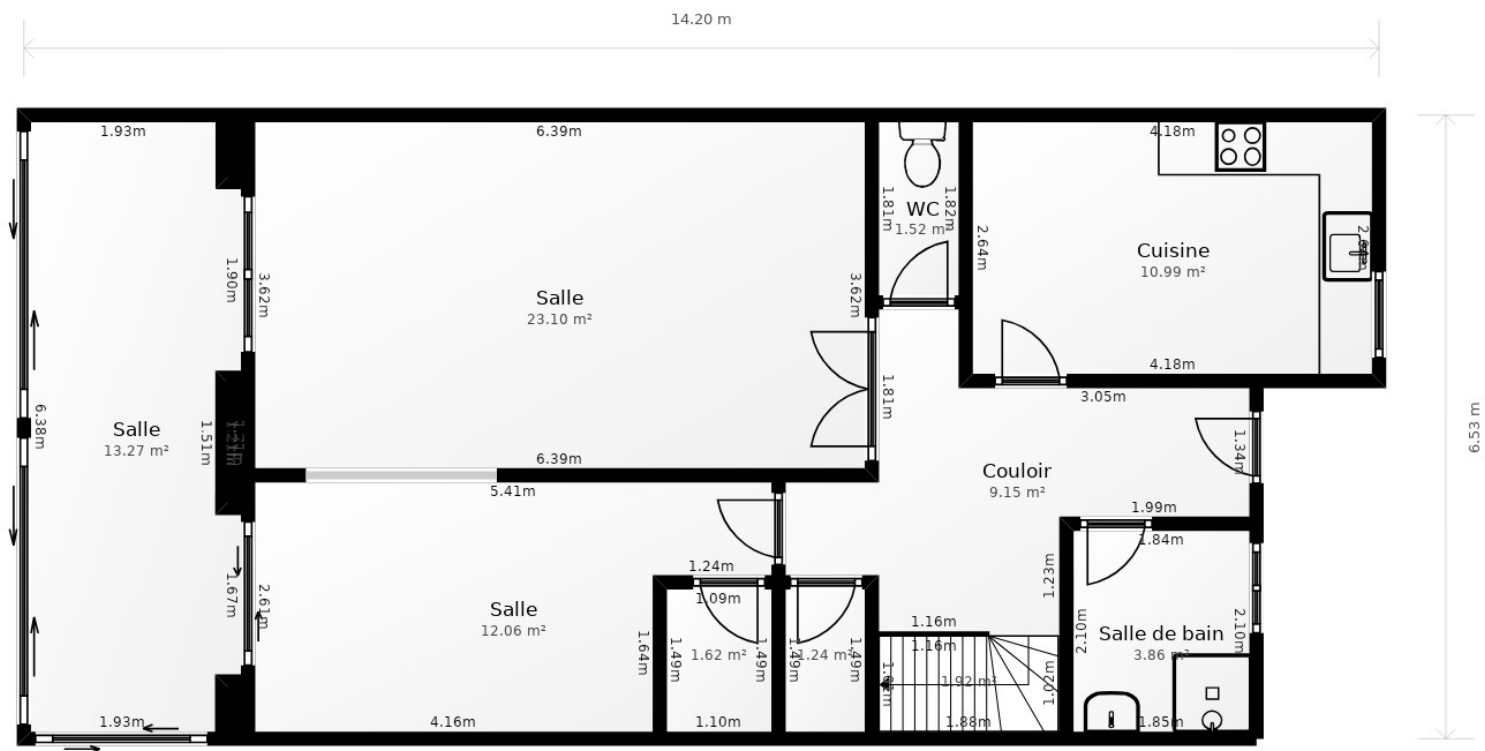 14.20 m
1.93m
6.39m
4.18m
1.81m
1.82m
WC
1.52 m²
2.64m
Cuisine
10.99 m²
1.90m
3.62m
3.62m
Salle
23.10 m²
4.18m
3.05m
1.81m
6.38m
Salle
13.27 m²
1.51m
6.39m
5.41m
Couloir
9.15 m²
1.34m
6.53 m
1.99m
1.84m
1.24m
1.09m
1.23m
1.67m
2.61m
Salle
12.06 m²
1.64m
1.49m
1.62 m²
1.49m
1.49m
1.24 m²
1.49m
1.16m
1.16m
1.92 m²
1.02m
2.10m
Salle de bain
3.86 m²
2.10m
1.93m
4.16m
1.10m
1.88m
1.85m